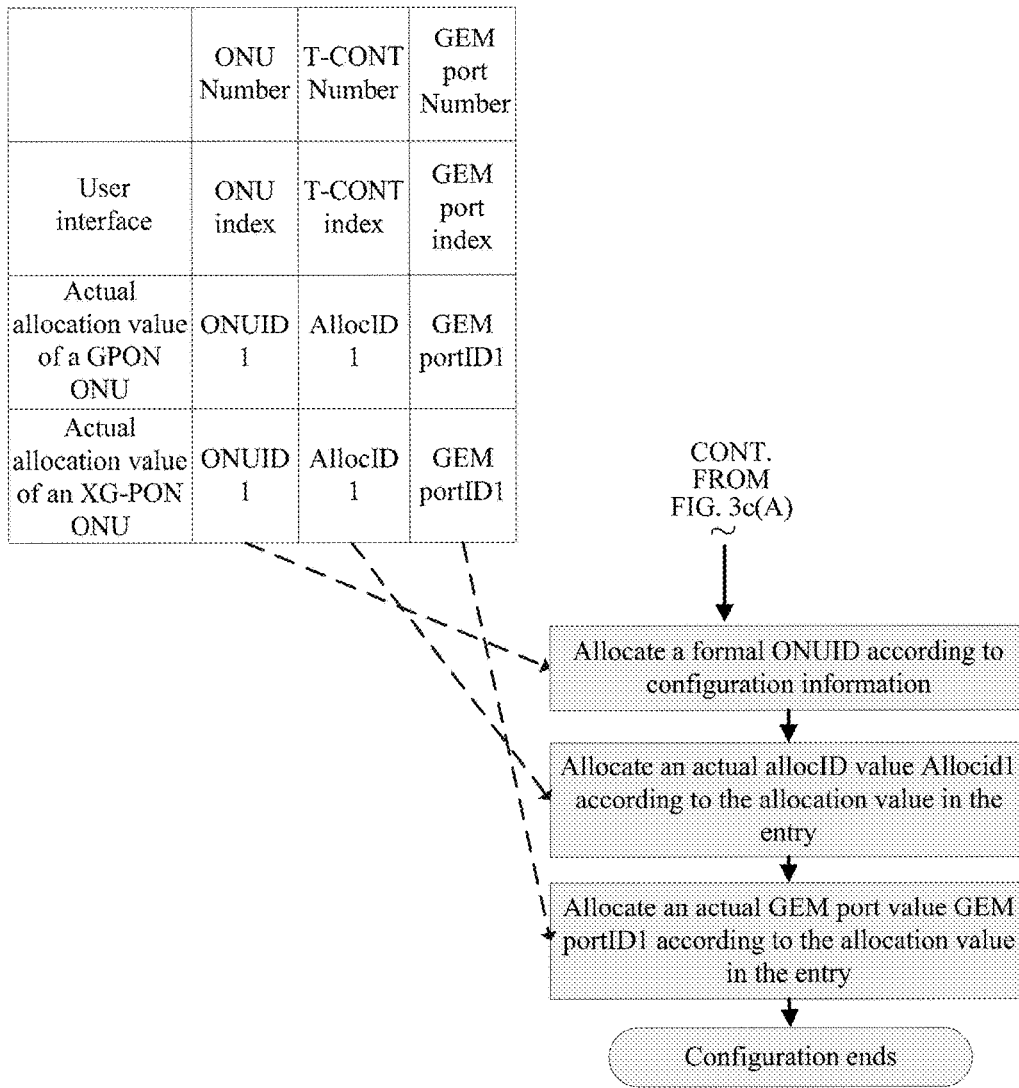 ONU
Number
T-CONT
Number
GEM
port
Number
User
interface
ONU
index
T-CONT
index
GEM
port
index
Actual
allocation value
of a GPON
ONU
ONUID
1
AllocID
1
GEM
portID1
Actual
allocation value
of an XG-PON
ONU
ONUID
1
AllocID
1
GEM
portID1
CONT.
FROM
FIG. 3c(A)
Allocate a formal ONUID according to
configuration information
Allocate an actual allocID value Allocid1
according to the allocation value in the
entry
Allocate an actual GEM port value GEM
portID1 according to the allocation value
in the entry
Configuration ends